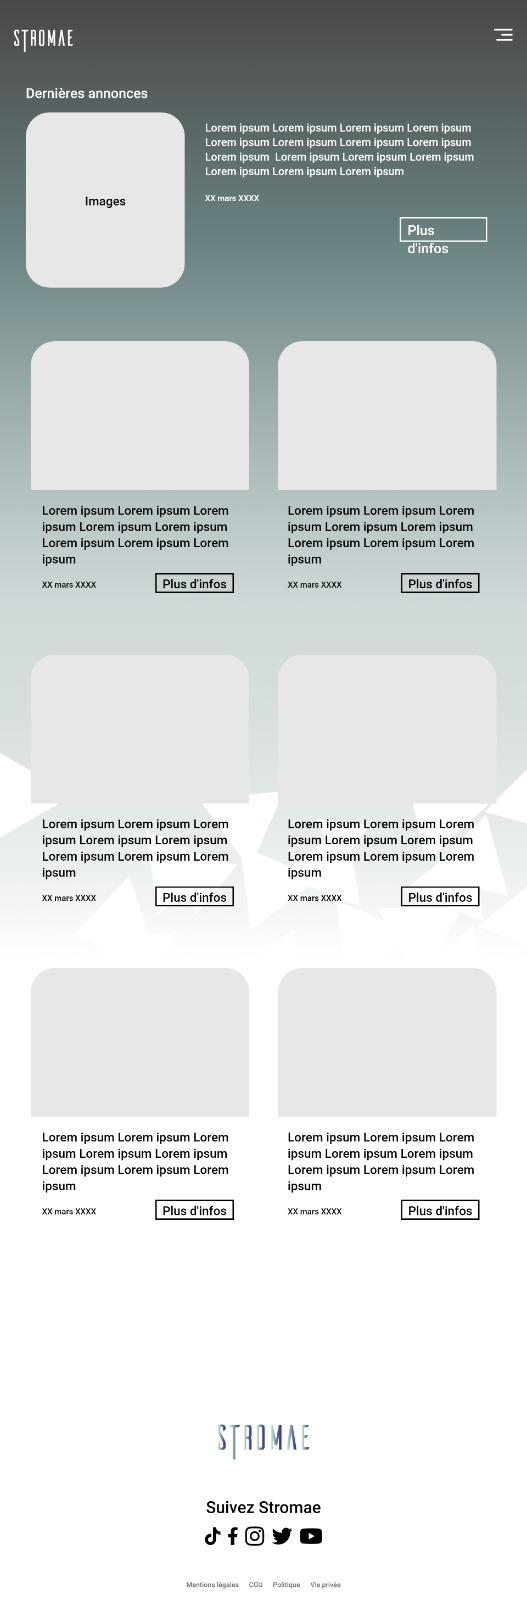 STROMAE
Dernières annonces
Images
Lorem ipsum Lorem ipsum Lorem ipsum Lorem ipsum
Lorem ipsum Lorem ipsum Lorem ipsum Lorem ipsum
Lorem ipsum  Lorem ipsum Lorem ipsum Lorem ipsum
Lorem ipsum Lorem ipsum Lorem ipsum
XX mars XXXX
Plus
d'infos
Lorem ipsum Lorem ipsum Lorem
ipsum Lorem ipsum Lorem ipsum
Lorem ipsum Lorem ipsum Lorem
ipsum
XX mars XXXX
Plus d'infos
Lorem ipsum Lorem ipsum Lorem
ipsum Lorem ipsum Lorem ipsum
Lorem ipsum Lorem ipsum Lorem
ipsum
XX mars XXXX
Plus d'infos
Lorem ipsum Lorem ipsum Lorem
ipsum Lorem ipsum Lorem ipsum
Lorem ipsum Lorem ipsum Lorem
ipsum
XX mars XXXX
Plus d'infos
Lorem ipsum Lorem ipsum Lorem
ipsum Lorem ipsum Lorem ipsum
Lorem ipsum Lorem ipsum Lorem
ipsum
XX mars XXXX
Plus d'infos
Lorem ipsum Lorem ipsum Lorem
ipsum Lorem ipsum Lorem ipsum
Lorem ipsum Lorem ipsum Lorem
ipsum
XX mars XXXX
Plus d'infos
Lorem ipsum Lorem ipsum Lorem
ipsum Lorem ipsum Lorem ipsum
Lorem ipsum Lorem ipsum Lorem
ipsum
XX mars XXXX
Plus d'infos
STROMAE
Suivez Stromae
Mentions légales CGU Politique Vie privée